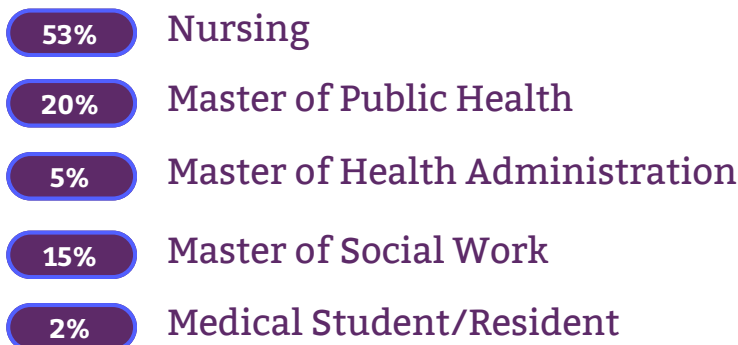 53% Nursing
20% Master of Public Health
5% Master of Health Administration
15% Master of Social Work
2% Medical Student/Resident